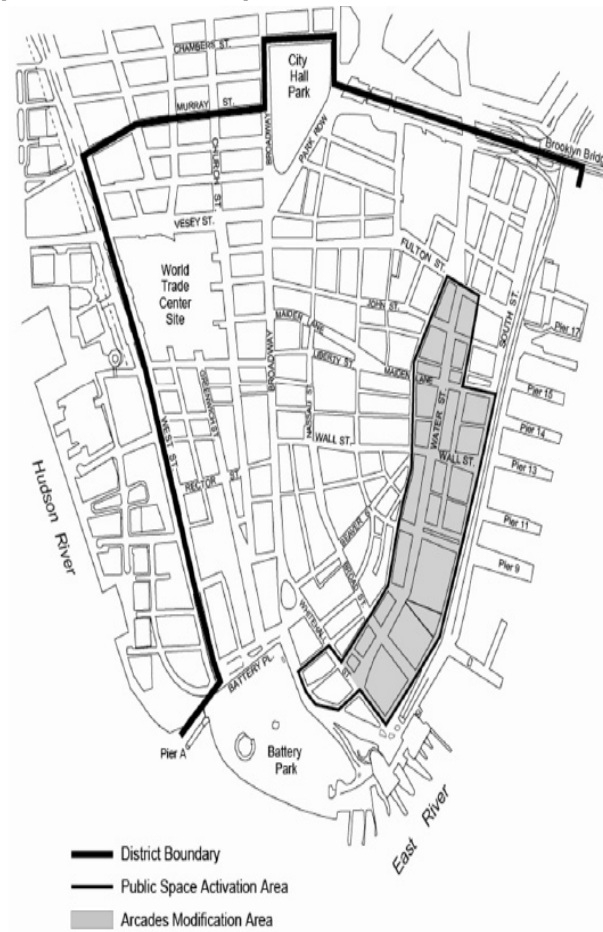 CHAMBERS ST.
City
Hall
Park
MURRAY ST.
BROADWAY
PARK ROW
CHURCH ST.
Brooklyn Bridge
VESEY ST.
FULTON ST.
World
Trade
Center
Site
SOUTH ST.
JOHN ST.
Pier 17
MAIDEN LANE
BROADWAY
LIBERTY ST.
MAIDEN LANE
GREENWICH ST.
NASSAU ST.
Pier 15
WATER ST.
WEST ST.
WALL ST.
Pier 14
WALL ST.
Pier 13
RECTOR ST.
Hudson River
BEAVER ST.
Pier 11
BROAD ST.
Pier 9
WHITEHALL ST.
BATTERY PL.
Pier A
Battery
Park
East River
District Boundary
Public Space Activation Area
Arcades Modification Area